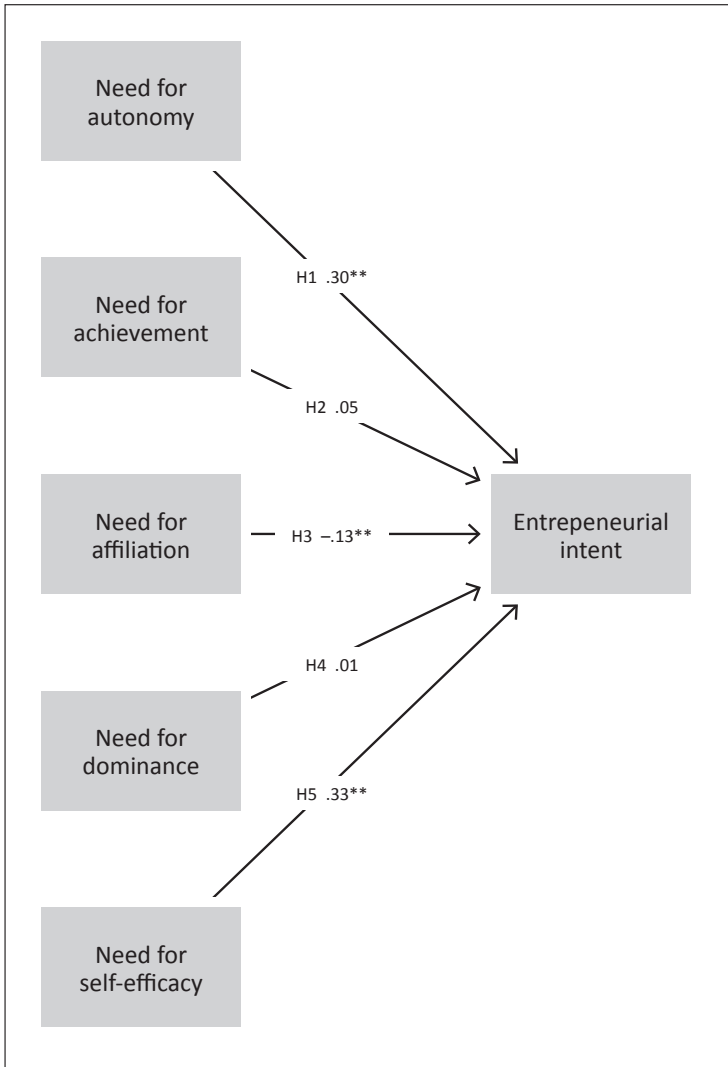 Need for
autonomy
H1 .30**
Need for
achievement
H2 .05
Need for
affiliation
H3 –.13**
Entrepeneurial
intent
H4 .01
Need for
dominance
H5 .33**
Need for
self-efficacy